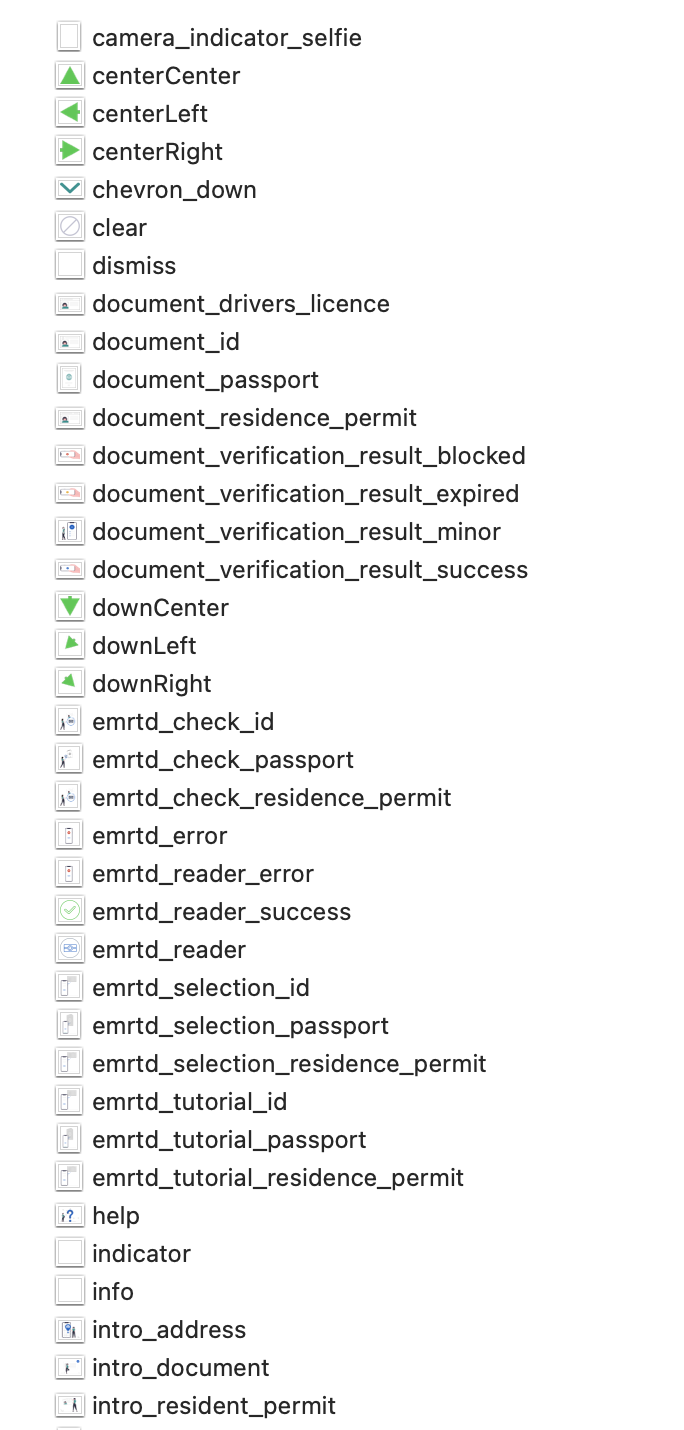 camera_indicator_selfie
centerCenter
centerLeft
centerRight
chevron_down
clear
dismiss
document_drivers_licence
document_id
document_passport
document_residence_permit
document_verification_result_blocked
document_verification_result_expired
document_verification_result_minor
document_verification_result_success
downCenter
downLeft
downRight
emrtd_check_id
emrtd_check_passport
emrtd_check_residence_permit
emrtd_error
emrtd_reader_error
emrtd_reader_success
emrtd_reader
emrtd_selection_id
emrtd_selection_passport
emrtd_selection_residence_permit
emrtd_tutorial_id
emrtd_tutorial_passport
emrtd_tutorial_residence_permit
help
indicator
info
intro_address
intro_document
intro_resident_permit